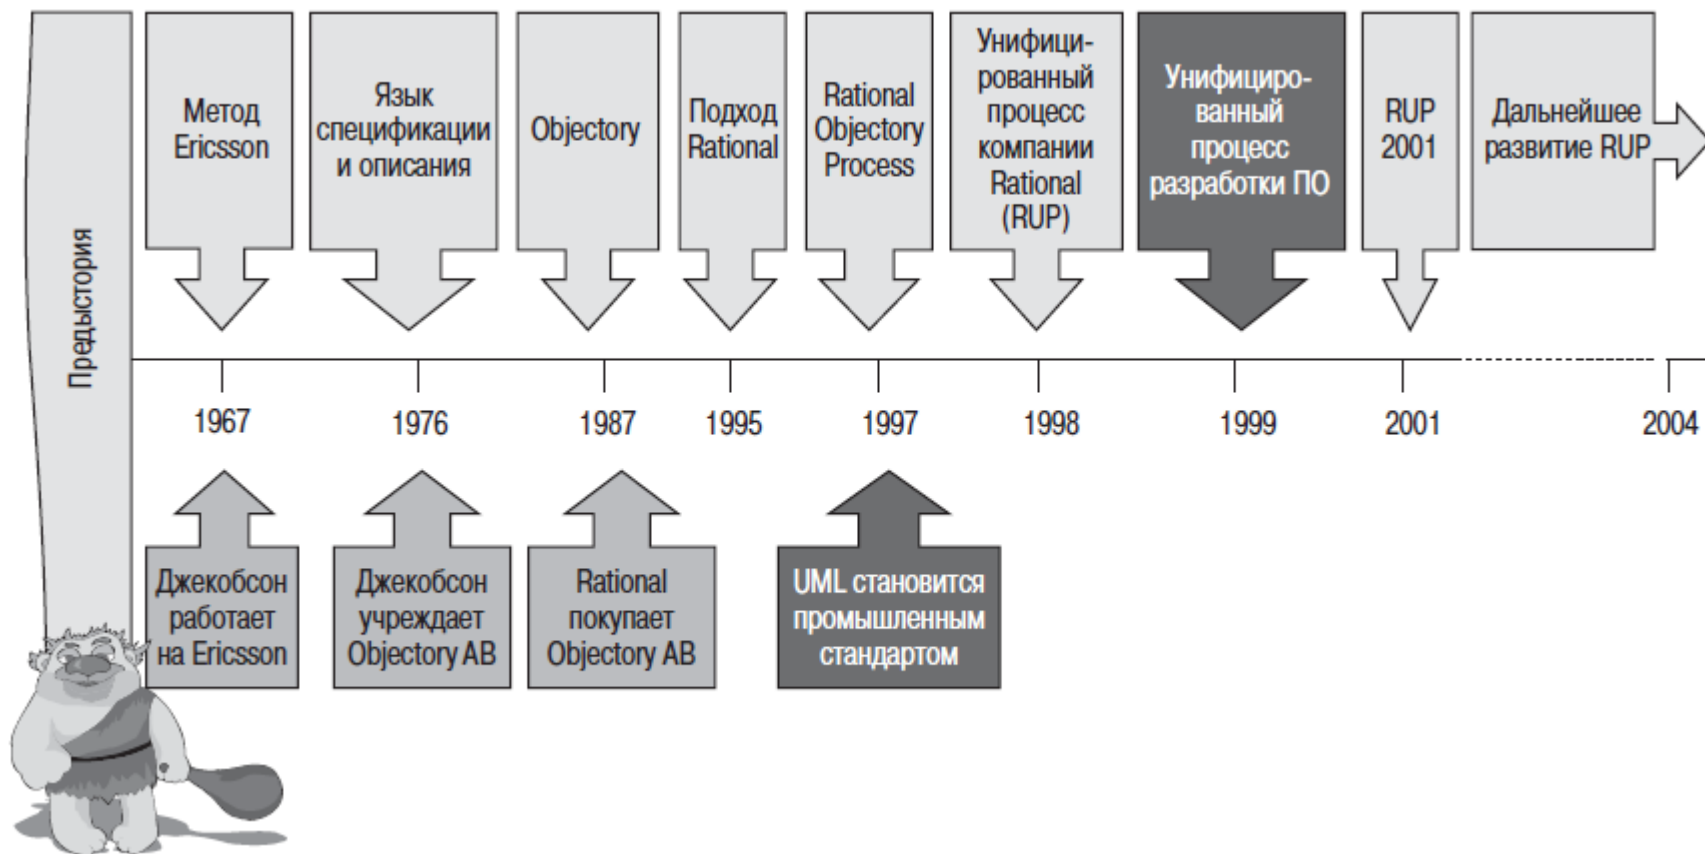 Предыстория
Метод
Ericsson
Язык
спецификации
и описания
Objectory
Подход
Rational
Rational
Objectory
Process
Унифици-
рованный
процесс
компании
Rational
(RUP)
Унифициро-
ванный
процесс
разработки ПО
RUP
2001
Дальнейшее
развитие RUP
1967
1976
1987
1995
1997
1998
1999
2001
2004
Джекобсон
работает
на Ericsson
Джекобсон
учреждает
Objectory AB
Rational
покупает
Objectory AB
UML становится
промышленным
стандартом